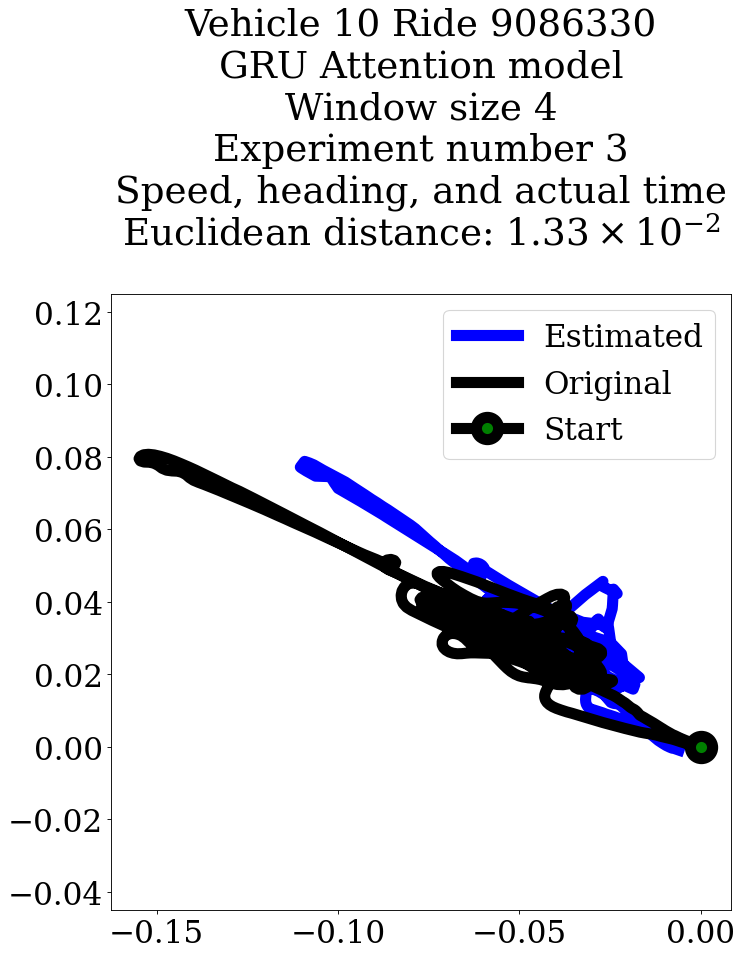 Vehicle 10 Ride 9086330
GRU Attention model
Window size 4
Experiment number 3
Speed, heading, and actual time
Euclidean distance: 1.33 × 10⁻²
Estimated
Original
Start
0.12
0.10
0.08
0.06
0.04
0.02
0.00
−0.02
−0.04
−0.15
−0.10
−0.05
0.00